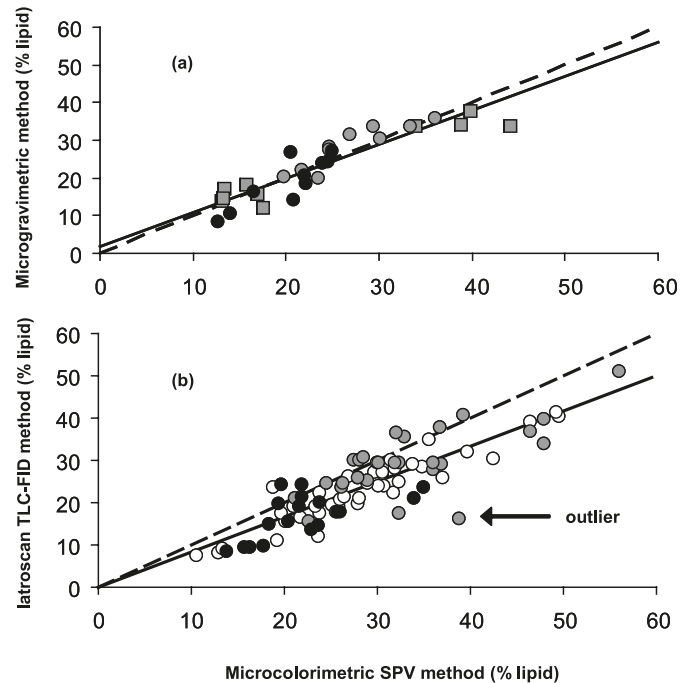 Microgravimetric method (% lipid)
60
50
40
30
20
10
0
(a)
0 10 20 30 40 50 60
Iatroscan TLC-FID method (% lipid)
60
50
40
30
20
10
0
(b)
outlier
0 10 20 30 40 50 60
Microcolorimetric SPV method (% lipid)